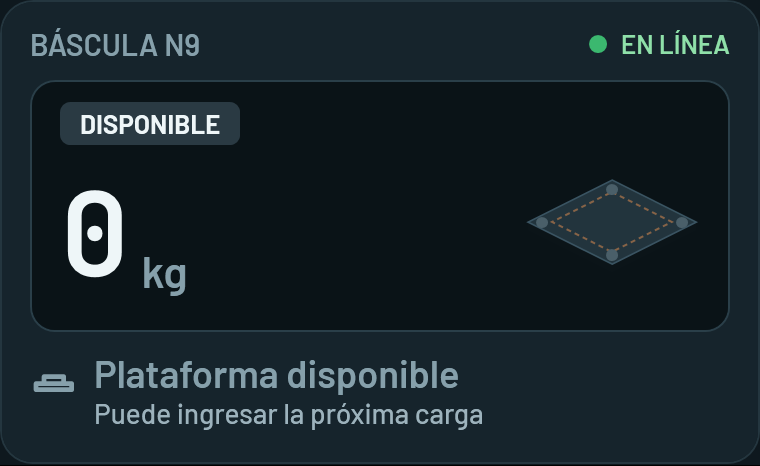 BÁSCULA N9
EN LÍNEA
DISPONIBLE
0 kg
Plataforma disponible
Puede ingresar la próxima carga